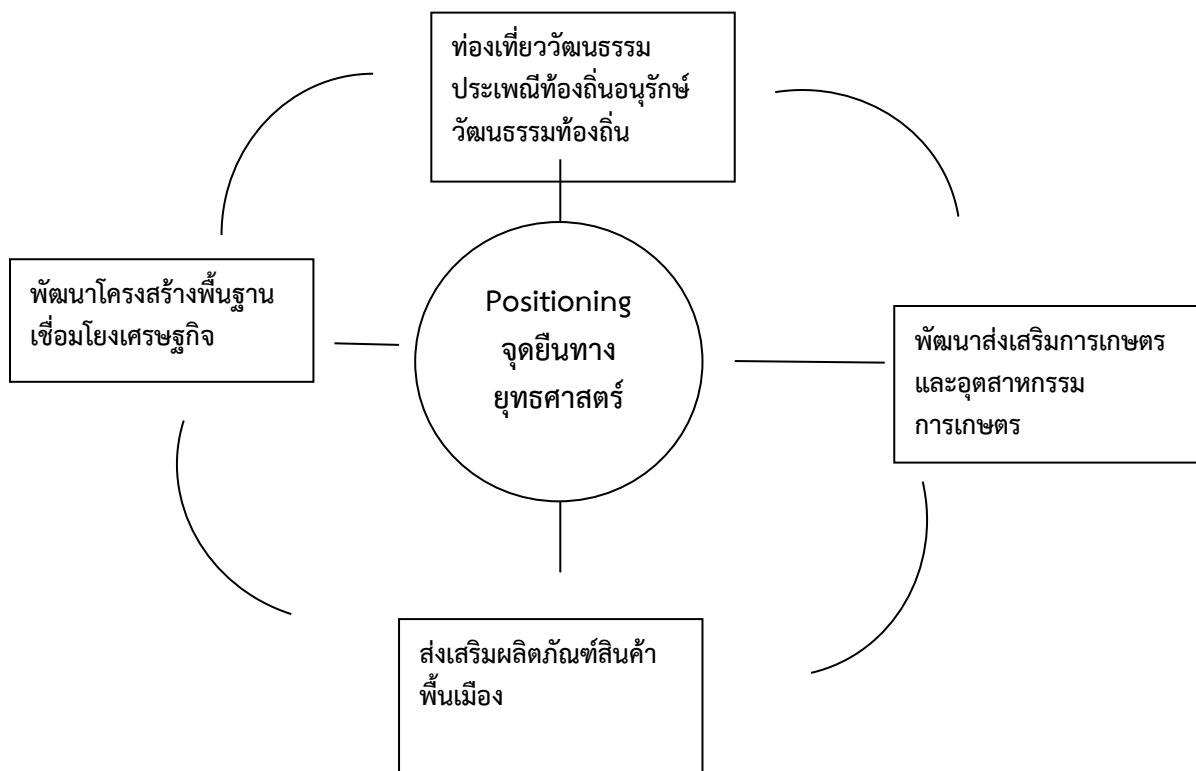 ท่องเที่ยววัฒนธรรม
ประเพณีท้องถิ่นอนุรักษ์
วัฒนธรรมท้องถิ่น
พัฒนาโครงสร้างพื้นฐาน
เชื่อมโยงเศรษฐกิจ
Positioning
จุดยืนทาง
ยุทธศาสตร์
พัฒนาส่งเสริมการเกษตร
และอุตสาหกรรม
การเกษตร
ส่งเสริมผลิตภัณฑ์สินค้า
พื้นเมือง